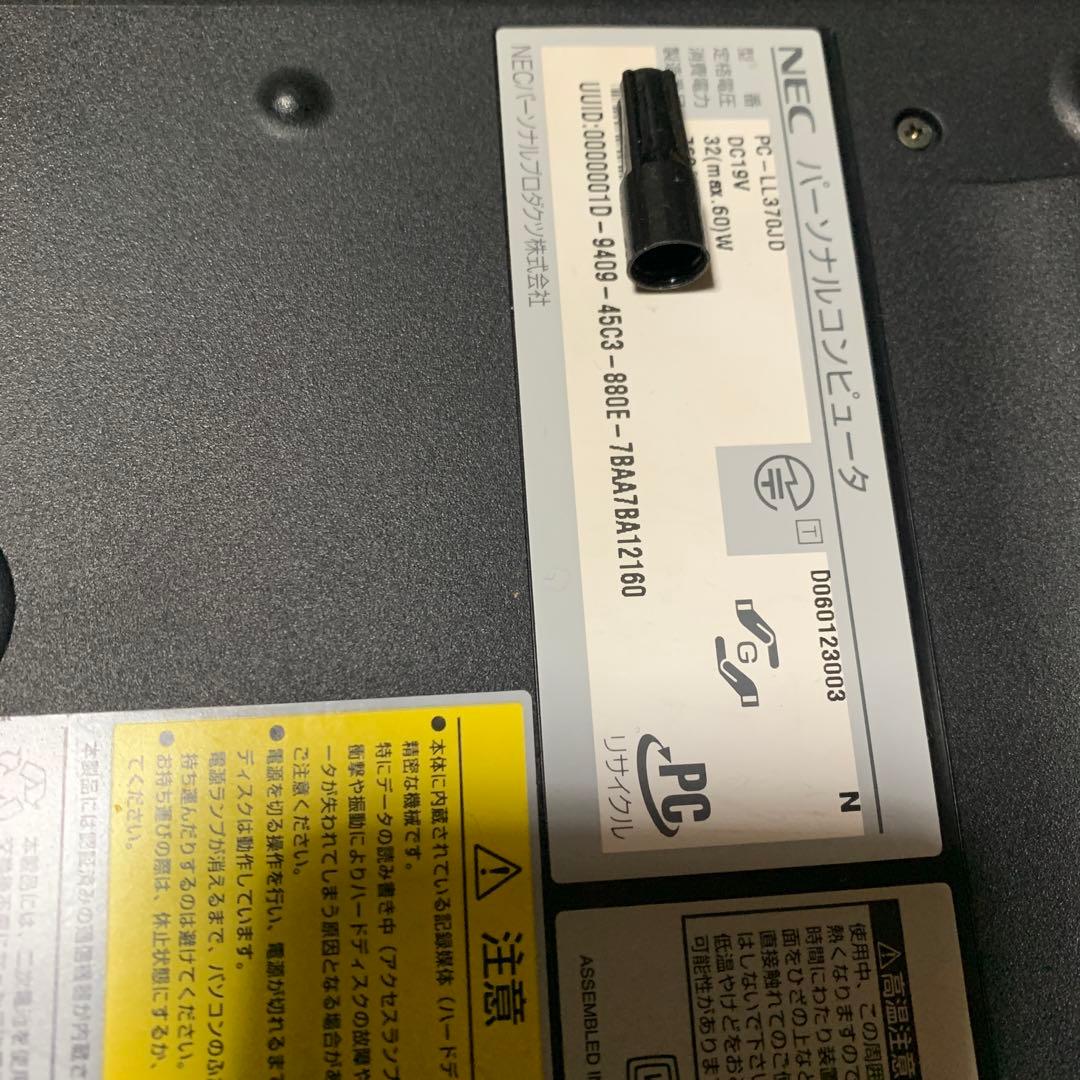 NEC パーソナルコンピュータ
型 番 PC-LL370JD
定格電圧 DC19V
消費電力 32(max.60)W
UUID:0000001D-9409-45C3-880E-7BAA7BA12160
NECパーソナルプロダクツ株式会社
T
D060123003
N
G
PC
リサイクル
高温注意
使用中、この周囲
熱くなりますので
時間にわたり装置
面をひざの上な
直接触れてのご使
はしないで下さい
低温やけどをお
可能性がありま
ASSEMBLED I
注意
● 本体に内蔵されている記録媒体（ハードデ
精密な機械です。
特にデータの読み書き中（アクセスランプ
衝撃や振動によりハードディスクの故障や
ータが失われてしまう原因となる場合があ
ご注意ください。
● 電源を切る操作を行い、電源が切れるま
ディスクは動作しています。
電源ランプが消えるまで、パソコンのふ
持ち運んだりするのは避けてください。
● お持ち運びの際は、休止状態にするか、
てください。
本製品には